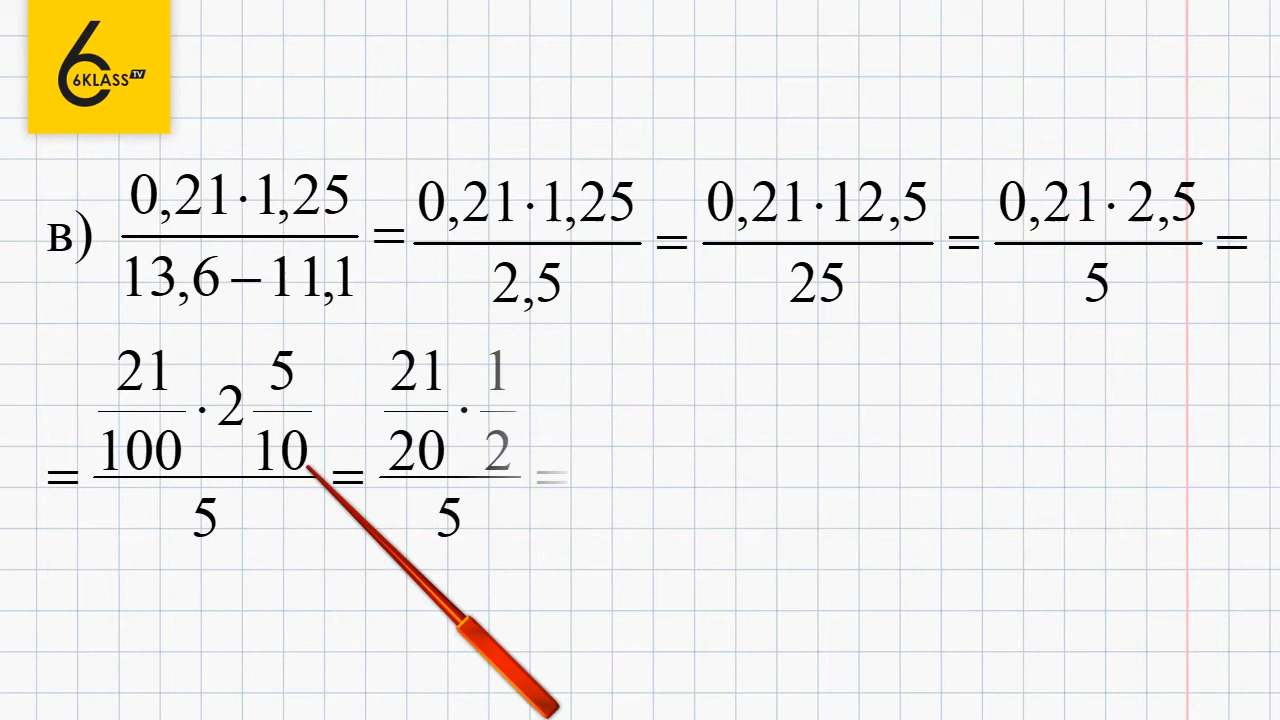 6KLASS TV
в) 0,21·1,25 / 13,6−11,1 = 0,21·1,25 / 2,5 = 0,21·12,5 / 25 = 0,21·2,5 / 5 =
= 21/100 · 2 5/10 / 5 = 21/20 · 1/2 / 5 =